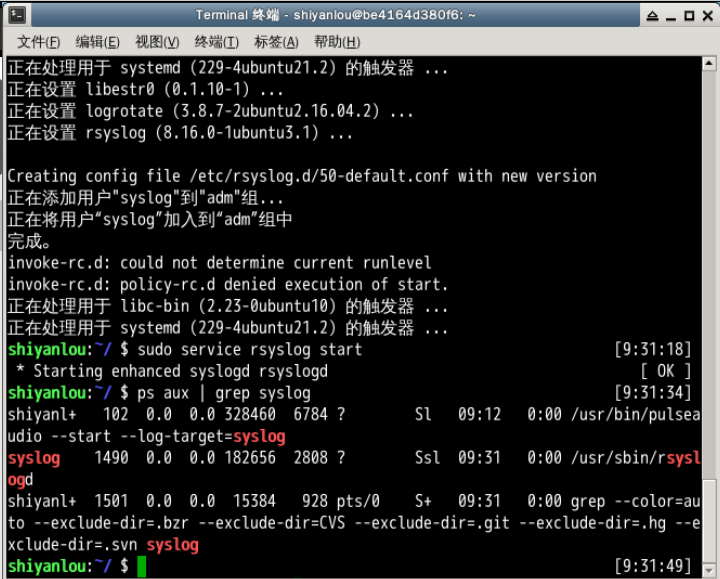 Terminal 终端 - shiyanlou@be4164d380f6: ~
文件(F) 编辑(E) 视图(V) 终端(T) 标签(A) 帮助(H)
正在处理用于 systemd (229-4ubuntu21.2) 的触发器 ...
正在设置 libestr0 (0.1.10-1) ...
正在设置 logrotate (3.8.7-2ubuntu2.16.04.2) ...
正在设置 rsyslog (8.16.0-1ubuntu3.1) ...
Creating config file /etc/rsyslog.d/50-default.conf with new version
正在添加用户"syslog"到"adm"组...
正在将用户“syslog”加入到“adm”组中
完成。
invoke-rc.d: could not determine current runlevel
invoke-rc.d: policy-rc.d denied execution of start.
正在处理用于 libc-bin (2.23-0ubuntu10) 的触发器 ...
正在处理用于 systemd (229-4ubuntu21.2) 的触发器 ...
shiyanlou:~/ $ sudo service rsyslog start [9:31:18]
* Starting enhanced syslogd rsyslogd [ OK ]
shiyanlou:~/ $ ps aux | grep syslog [9:31:34]
shiyanl+ 102 0.0 0.0 328460 6784 ? Sl 09:12 0:00 /usr/bin/pulsea
udio --start --log-target=syslog
syslog 1490 0.0 0.0 182656 2808 ? Ssl 09:31 0:00 /usr/sbin/rsysl
ogd
shiyanl+ 1501 0.0 0.0 15384 928 pts/0 S+ 09:31 0:00 grep --color=au
to --exclude-dir=.bzr --exclude-dir=CVS --exclude-dir=.git --exclude-dir=.hg --e
xclude-dir=.svn syslog
shiyanlou:~/ $ [9:31:49]